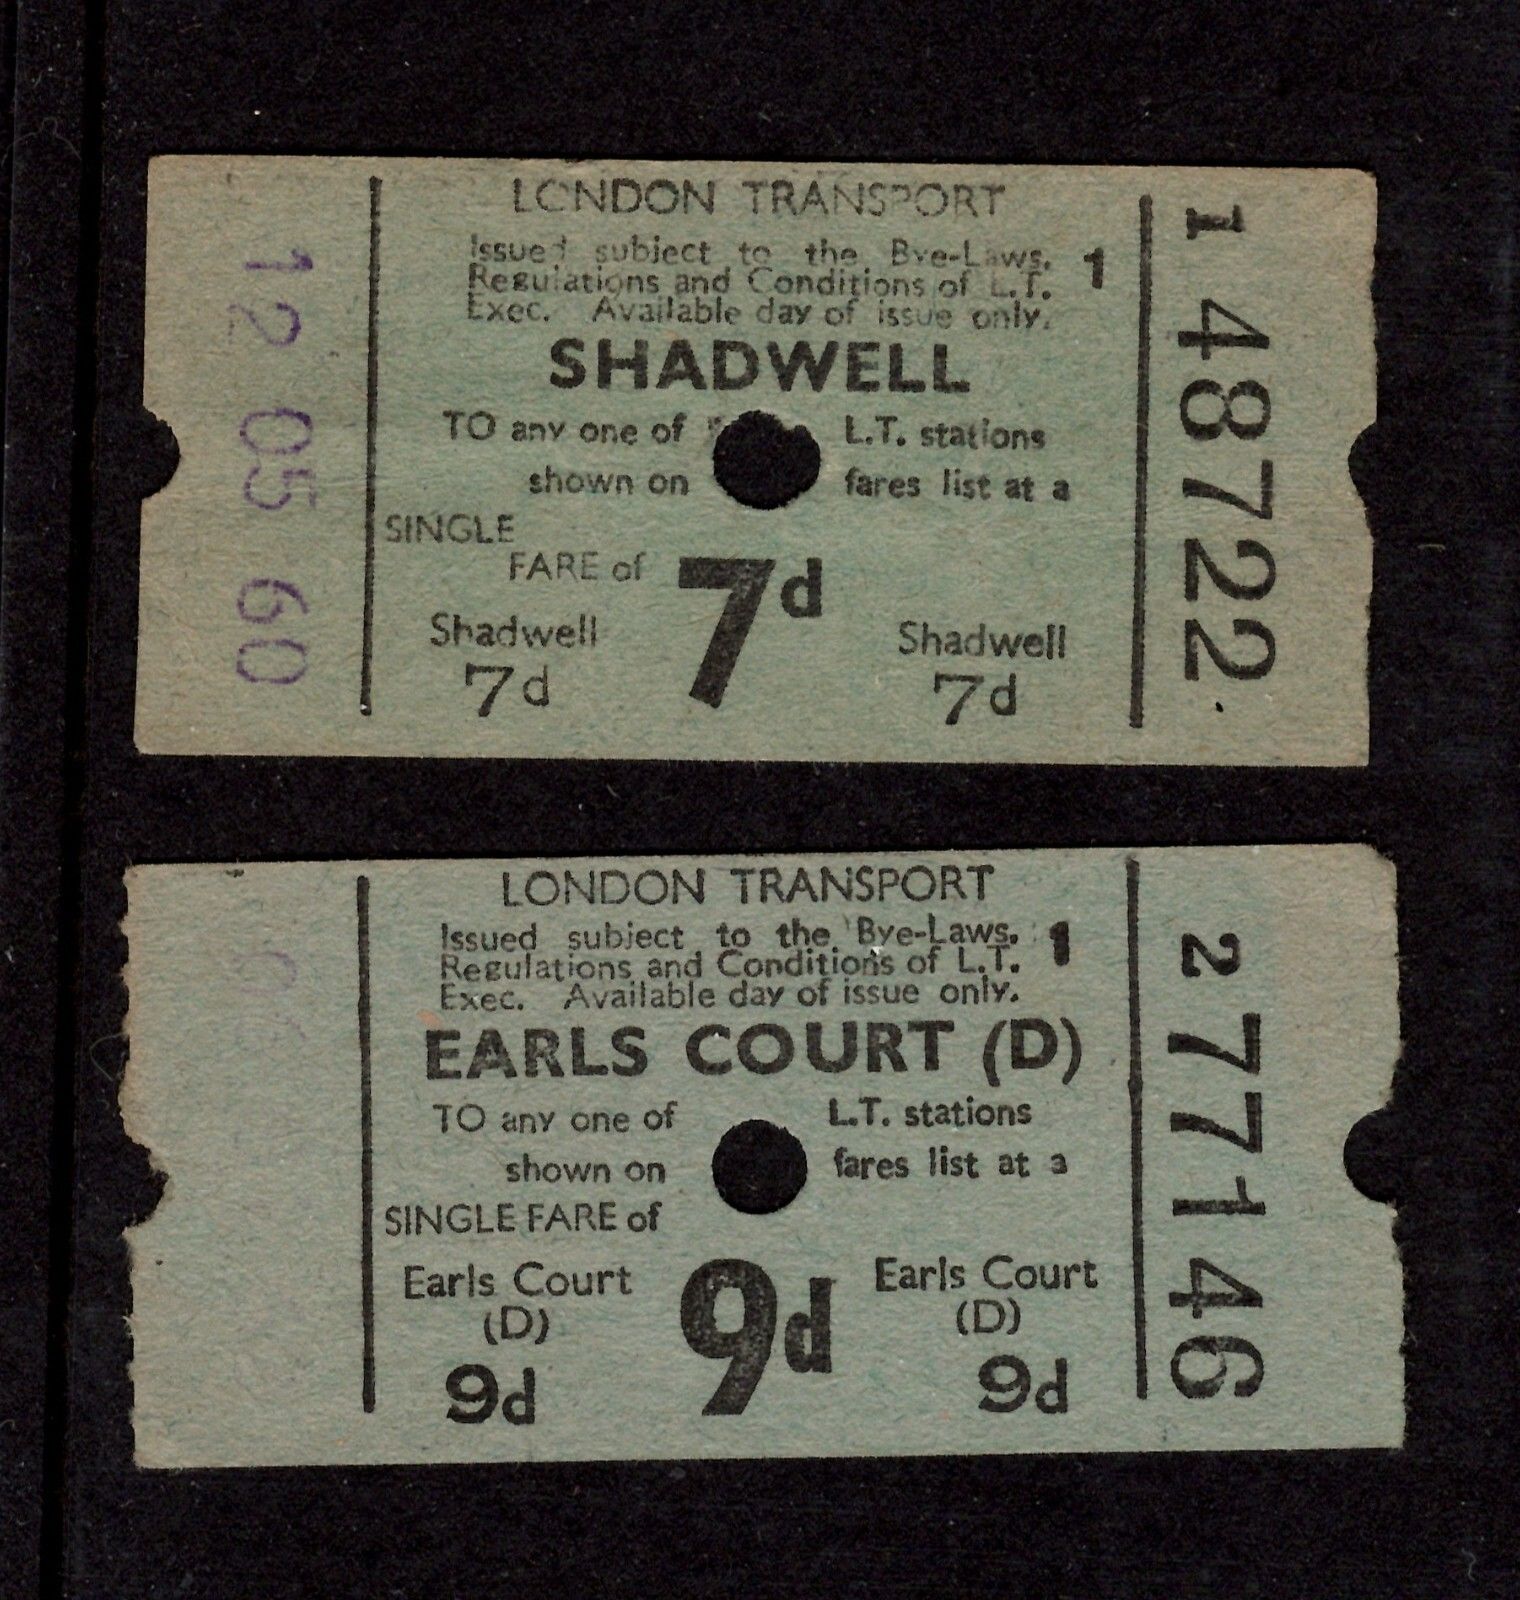 LONDON TRANSPORT
Issued subject to the Bye-Laws, 1
Regulations and Conditions of L.T.
Exec. Available day of issue only.
SHADWELL
TO any one of L.T. stations
shown on fares list at a
SINGLE
FARE of 7d
Shadwell Shadwell
7d 7d
12 05 60
1 48722
LONDON TRANSPORT
Issued subject to the Bye-Laws, 1
Regulations and Conditions of L.T.
Exec. Available day of issue only.
EARLS COURT (D)
TO any one of L.T. stations
shown on fares list at a
SINGLE FARE of
9d
Earls Court Earls Court
(D) (D)
9d 9d
2 77146